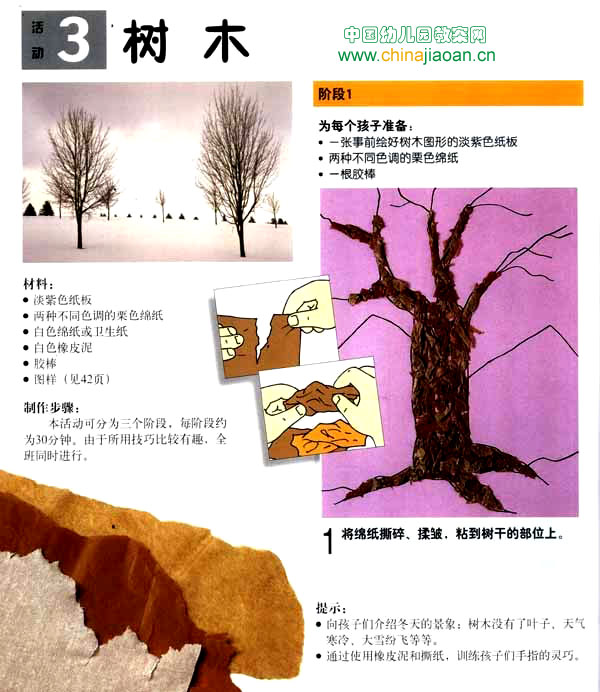 活动
3
树木
中国幼儿园教案网
www.chinajiaoan.cn
材料：
● 淡紫色纸板
● 两种不同色调的栗色绵纸
● 白色绵纸或卫生纸
● 白色橡皮泥
● 胶棒
● 图样（见42页）
制作步骤：
本活动可分为三个阶段，每阶段约
为30分钟。由于所用技巧比较有趣，全
班同时进行。
阶段1
为每个孩子准备：
• 一张事前绘好树木图形的淡紫色纸板
• 两种不同色调的栗色绵纸
• 一根胶棒
1 将绵纸撕碎、揉皱，粘到树干的部位上。
提示：
● 向孩子们介绍冬天的景象：树木没有了叶子、天气
寒冷、大雪纷飞等等。
● 通过使用橡皮泥和撕纸，训练孩子们手指的灵巧。